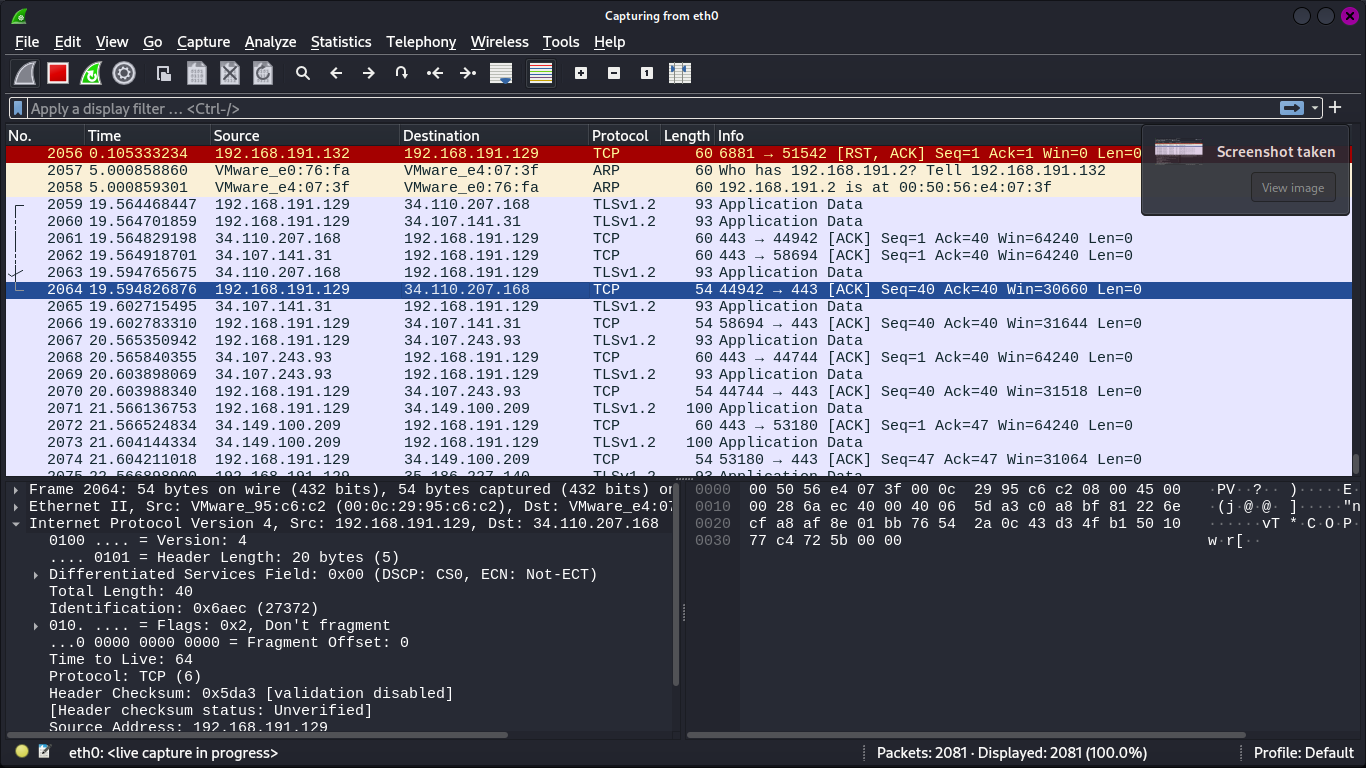 Capturing from eth0
File Edit View Go Capture Analyze Statistics Telephony Wireless Tools Help
Apply a display filter … <Ctrl-/>
No. Time Source Destination Protocol Length Info
2056 0.105333234 192.168.191.132 192.168.191.129 TCP 60 6881 → 51542 [RST, ACK] Seq=1 Ack=1 Win=0 Len=0
2057 5.000858860 VMware_e0:76:fa VMware_e4:07:3f ARP 60 Who has 192.168.191.2? Tell 192.168.191.132
2058 5.000859301 VMware_e4:07:3f VMware_e0:76:fa ARP 60 192.168.191.2 is at 00:50:56:e4:07:3f
Screenshot taken
View image
2059 19.564468447 192.168.191.129 34.110.207.168 TLSv1.2 93 Application Data
2060 19.564701859 192.168.191.129 34.107.141.31 TLSv1.2 93 Application Data
2061 19.564829198 34.110.207.168 192.168.191.129 TCP 60 443 → 44942 [ACK] Seq=1 Ack=40 Win=64240 Len=0
2062 19.564918701 34.107.141.31 192.168.191.129 TCP 60 443 → 58694 [ACK] Seq=1 Ack=40 Win=64240 Len=0
2063 19.594765675 34.110.207.168 192.168.191.129 TLSv1.2 93 Application Data
2064 19.594826876 192.168.191.129 34.110.207.168 TCP 54 44942 → 443 [ACK] Seq=40 Ack=40 Win=30660 Len=0
2065 19.602715495 34.107.141.31 192.168.191.129 TLSv1.2 93 Application Data
2066 19.602783310 192.168.191.129 34.107.141.31 TCP 54 58694 → 443 [ACK] Seq=40 Ack=40 Win=31644 Len=0
2067 20.565350942 192.168.191.129 34.107.243.93 TLSv1.2 93 Application Data
2068 20.565840355 34.107.243.93 192.168.191.129 TCP 60 443 → 44744 [ACK] Seq=1 Ack=40 Win=64240 Len=0
2069 20.603898069 34.107.243.93 192.168.191.129 TLSv1.2 93 Application Data
2070 20.603988340 192.168.191.129 34.107.243.93 TCP 54 44744 → 443 [ACK] Seq=40 Ack=40 Win=31518 Len=0
2071 21.566136753 192.168.191.129 34.149.100.209 TLSv1.2 100 Application Data
2072 21.566524834 34.149.100.209 192.168.191.129 TCP 60 443 → 53180 [ACK] Seq=1 Ack=47 Win=64240 Len=0
2073 21.604144334 34.149.100.209 192.168.191.129 TLSv1.2 100 Application Data
2074 21.604211018 192.168.191.129 34.149.100.209 TCP 54 53180 → 443 [ACK] Seq=47 Ack=47 Win=31064 Len=0
2075 22.566898900 192.168.191.129 35.186.227.140 TLSv1.2 93 Application Data
Frame 2064: 54 bytes on wire (432 bits), 54 bytes captured (432 bits) on
Ethernet II, Src: VMware_95:c6:c2 (00:0c:29:95:c6:c2), Dst: VMware_e4:07
Internet Protocol Version 4, Src: 192.168.191.129, Dst: 34.110.207.168
0100 .... = Version: 4
.... 0101 = Header Length: 20 bytes (5)
Differentiated Services Field: 0x00 (DSCP: CS0, ECN: Not-ECT)
Total Length: 40
Identification: 0x6aec (27372)
010. .... = Flags: 0x2, Don't fragment
...0 0000 0000 0000 = Fragment Offset: 0
Time to Live: 64
Protocol: TCP (6)
Header Checksum: 0x5da3 [validation disabled]
[Header checksum status: Unverified]
Source Address: 192.168.191.129
0000 00 50 56 e4 07 3f 00 0c 29 95 c6 c2 08 00 45 00 ·PV··?·· )·····E·
0010 00 28 6a ec 40 00 40 06 5d a3 c0 a8 bf 81 22 6e ·(j·@·@· ]·····"n
0020 cf a8 af 8e 01 bb 76 54 2a 0c 43 d3 4f b1 50 10 ······vT *·C·O·P·
0030 77 c4 72 5b 00 00 w·r[··
eth0: <live capture in progress>
Packets: 2081 · Displayed: 2081 (100.0%)
Profile: Default